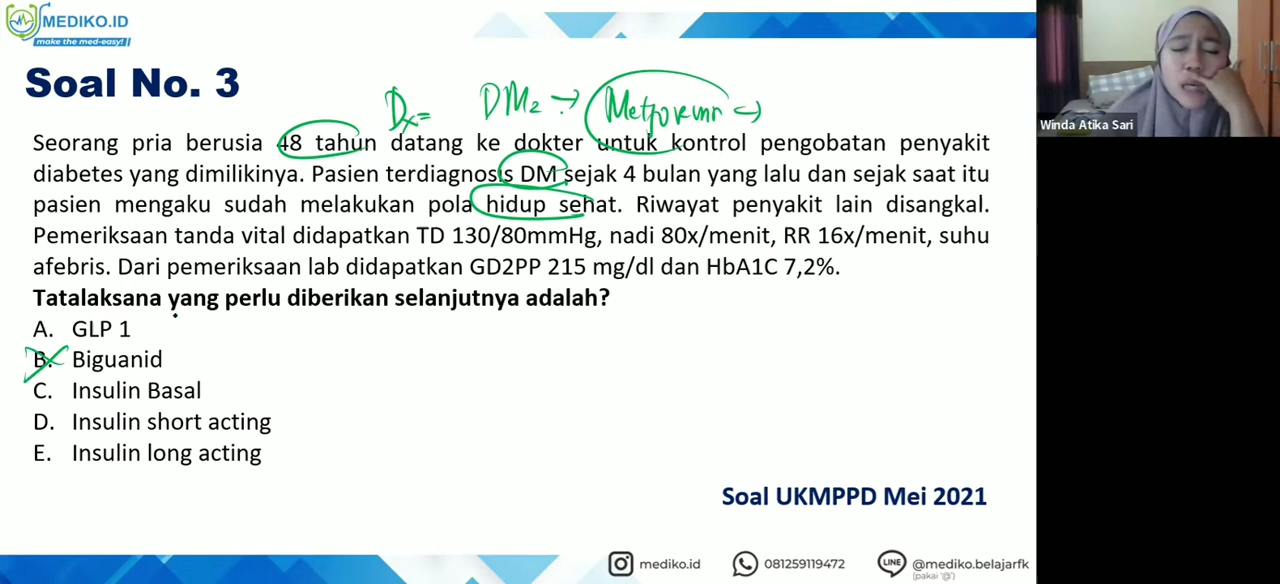 MEDIKO.ID
make the med-easy!
Soal No. 3
Dx= DM2 → Metformin →
Seorang pria berusia 48 tahun datang ke dokter untuk kontrol pengobatan penyakit
diabetes yang dimilikinya. Pasien terdiagnosis DM sejak 4 bulan yang lalu dan sejak saat itu
pasien mengaku sudah melakukan pola hidup sehat. Riwayat penyakit lain disangkal.
Pemeriksaan tanda vital didapatkan TD 130/80mmHg, nadi 80x/menit, RR 16x/menit, suhu
afebris. Dari pemeriksaan lab didapatkan GD2PP 215 mg/dl dan HbA1C 7,2%.
Tatalaksana yang perlu diberikan selanjutnya adalah?
A. GLP 1
B. Biguanid
C. Insulin Basal
D. Insulin short acting
E. Insulin long acting
Soal UKMPPD Mei 2021
mediko.id 081259119472 LINE @mediko.belajarfk
(pakai '@')
Winda Atika Sari